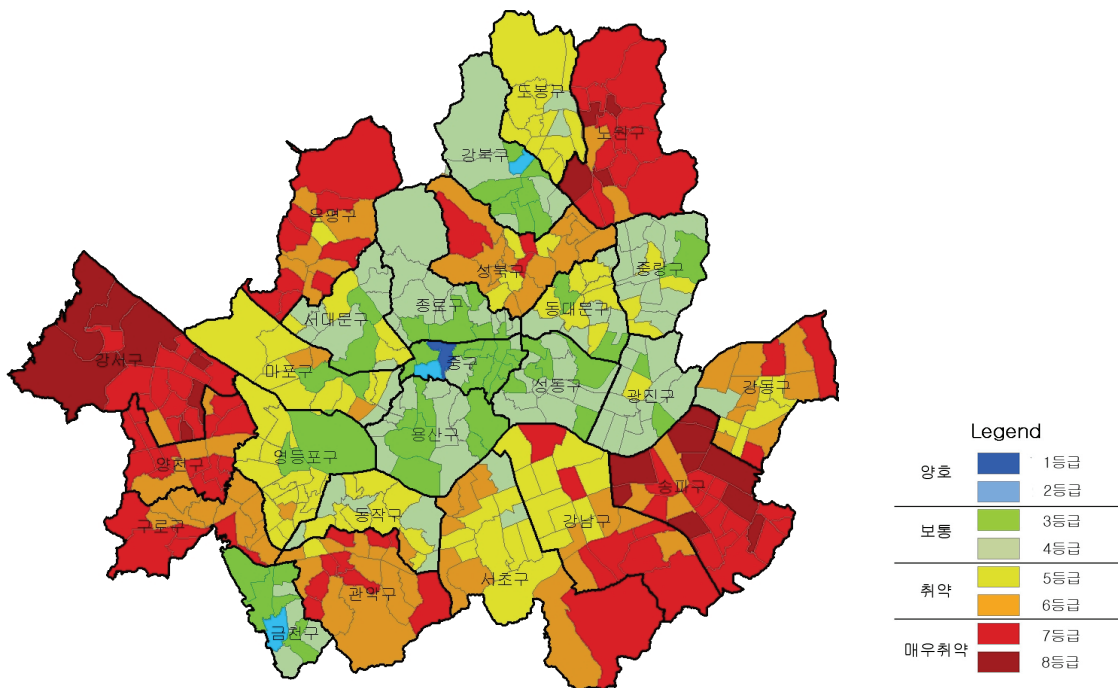 도봉구
노원구
강북구
은평구
성북구
중랑구
종로구
동대문구
서대문구
강서구
중구
마포구
성동구
강동구
광진구
용산구
영등포구
양천구
송파구
동작구
강남구
구로구
서초구
관악구
금천구
Legend
양호
1등급
2등급
보통
3등급
4등급
취약
5등급
6등급
매우취약
7등급
8등급